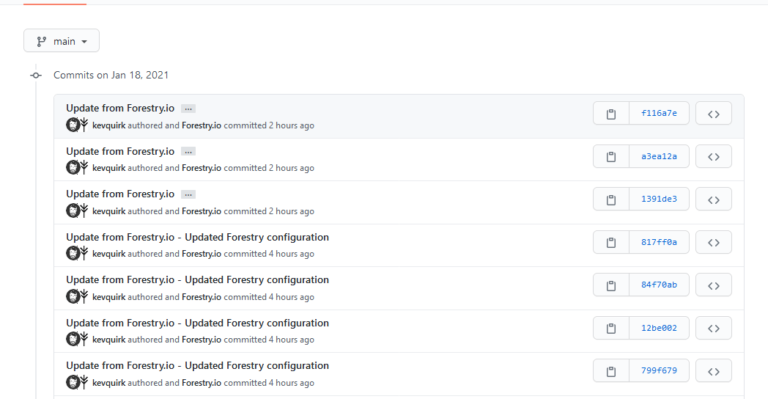 main
Commits on Jan 18, 2021
Update from Forestry.io ...
kevquirk authored and Forestry.io committed 2 hours ago
f116a7e
Update from Forestry.io ...
kevquirk authored and Forestry.io committed 2 hours ago
a3ea12a
Update from Forestry.io ...
kevquirk authored and Forestry.io committed 2 hours ago
1391de3
Update from Forestry.io - Updated Forestry configuration
kevquirk authored and Forestry.io committed 4 hours ago
817ff0a
Update from Forestry.io - Updated Forestry configuration
kevquirk authored and Forestry.io committed 4 hours ago
84f70ab
Update from Forestry.io - Updated Forestry configuration
kevquirk authored and Forestry.io committed 4 hours ago
12be002
Update from Forestry.io - Updated Forestry configuration
kevquirk authored and Forestry.io committed 4 hours ago
799f679